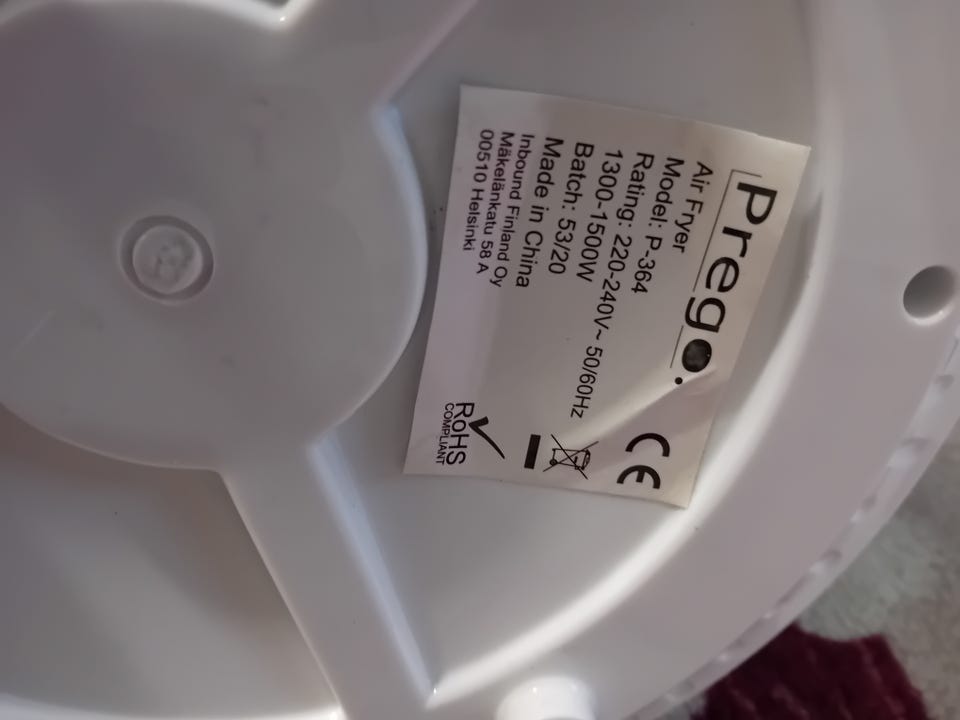 Prego.
Air Fryer
Model: P-364
Rating: 220-240V~ 50/60Hz
1300-1500W
Batch: 53/20
Made in China
Inbound Finland Oy
Mäkelänkatu 58 A
00510 Helsinki
CE
RoHS
COMPLIANT